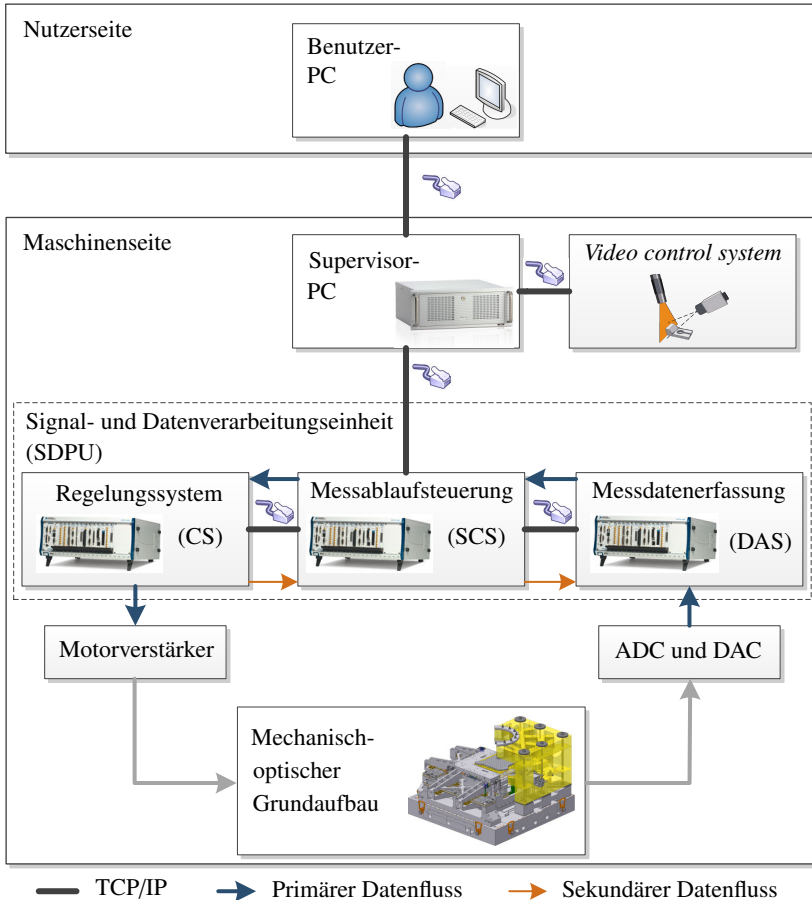 Nutzerseite
Benutzer-
PC
Maschinenseite
Supervisor-
PC
Video control system
Signal- und Datenverarbeitungseinheit
(SDPU)
Regelungssystem
(CS)
Messablaufsteuerung
(SCS)
Messdatenerfassung
(DAS)
Motorverstärker
ADC und DAC
Mechanisch-
optischer
Grundaufbau
TCP/IP
Primärer Datenfluss
Sekundärer Datenfluss